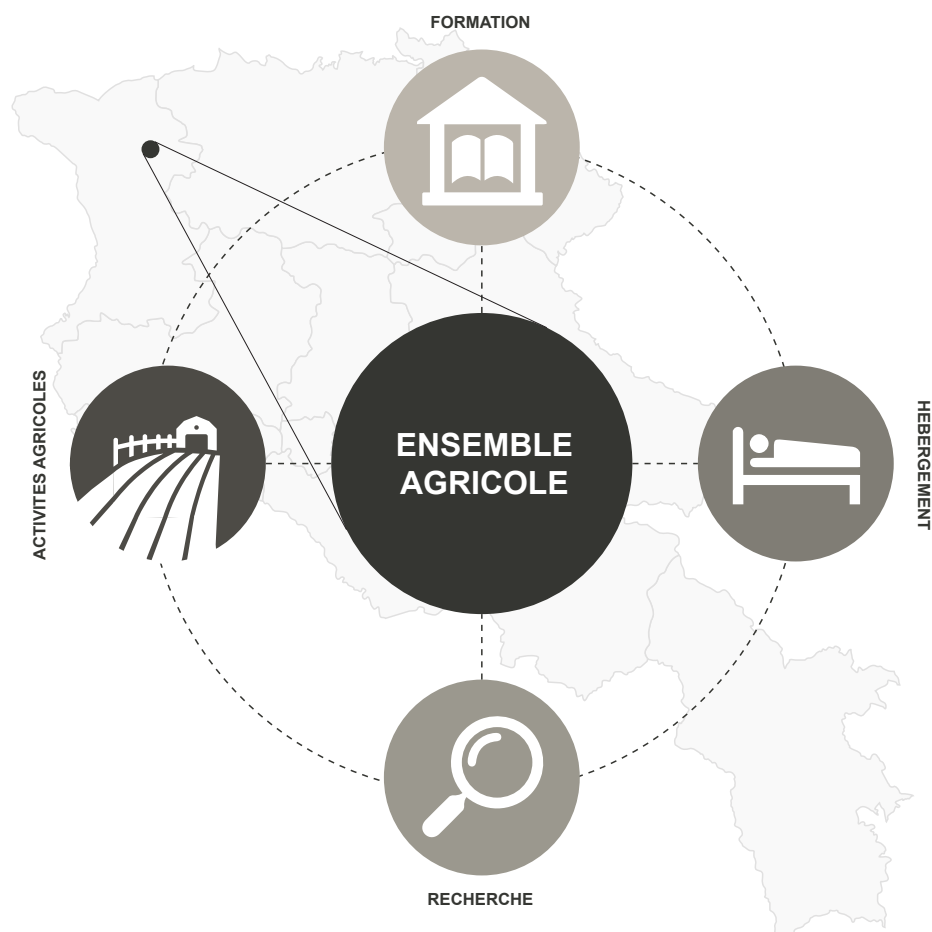 FORMATION
ACTIVITES AGRICOLES
ENSEMBLE
AGRICOLE
HEBERGEMENT
RECHERCHE